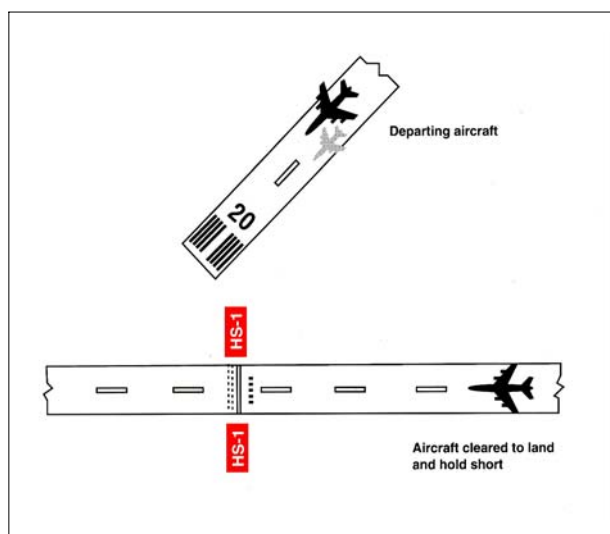 Departing aircraft
20
HS-1
HS-1
Aircraft cleared to land
and hold short